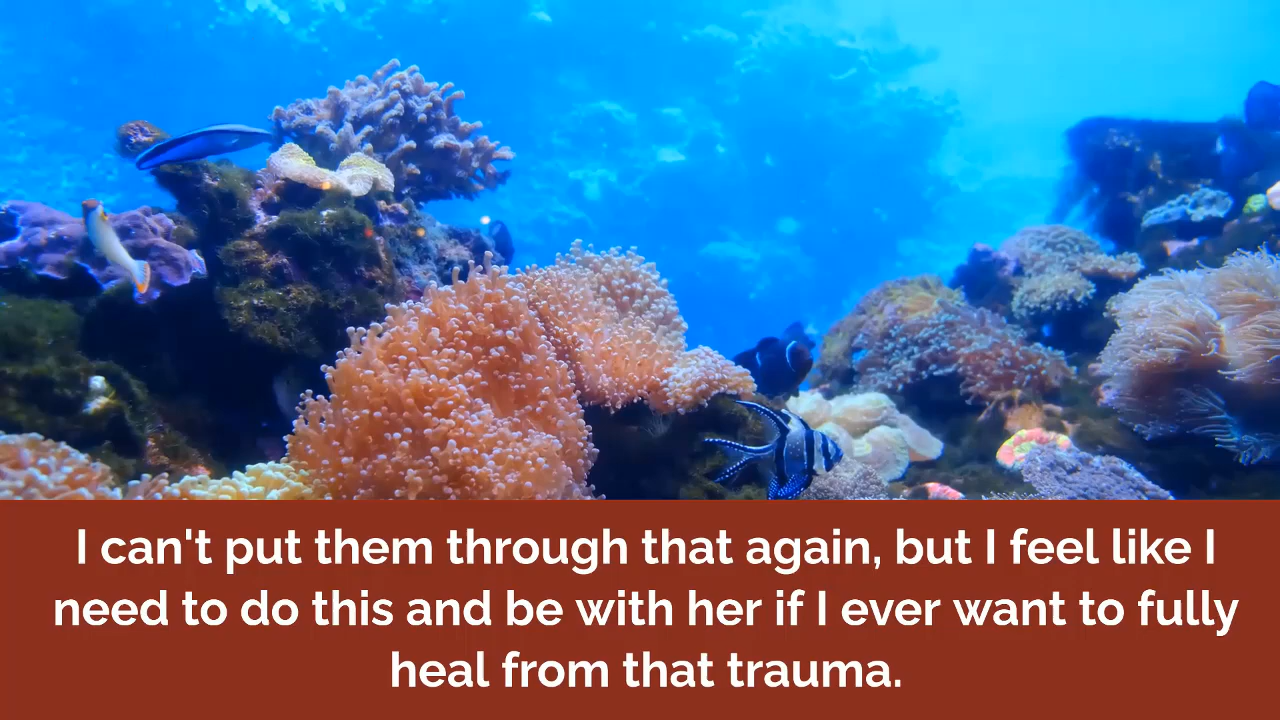 I can't put them through that again, but I feel like I
need to do this and be with her if I ever want to fully
heal from that trauma.